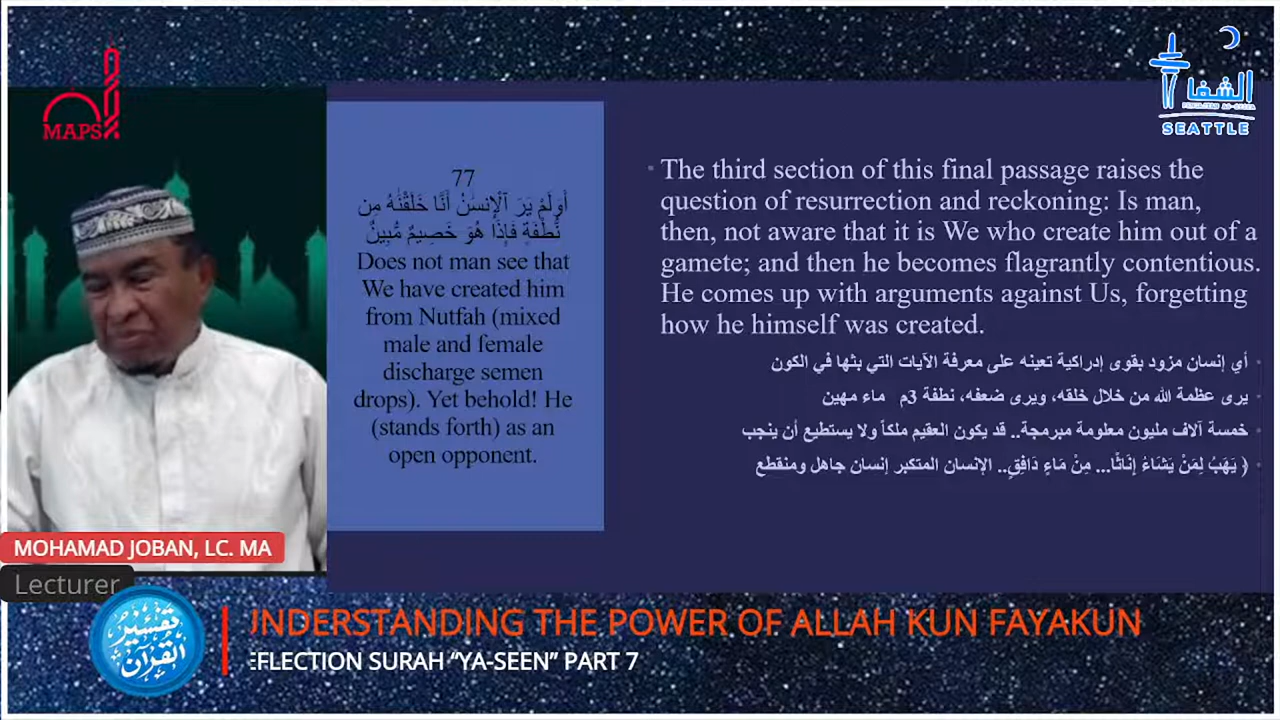 MAPS
الشفاء
PENGAJIAN AS-SYIFA
SEATTLE
77
أَوَلَمْ يَرَ ٱلْإِنسَٰنُ أَنَّا خَلَقْنَٰهُ مِن
نُّطْفَةٍ فَإِذَا هُوَ خَصِيمٌ مُّبِينٌ
Does not man see that
We have created him
from Nutfah (mixed
male and female
discharge semen
drops). Yet behold! He
(stands forth) as an
open opponent.
The third section of this final passage raises the
question of resurrection and reckoning: Is man,
then, not aware that it is We who create him out of a
gamete; and then he becomes flagrantly contentious.
He comes up with arguments against Us, forgetting
how he himself was created.
أي إنسان مزود بقوى إدراكية تعينه على معرفة الآيات التي بثها في الكون
يرى عظمة الله من خلال خلقه، ويرى ضعفه، نطفة 3م ماء مهين
خمسة آلاف مليون معلومة مبرمجة.. قد يكون العقيم ملكاً ولا يستطيع أن ينجب
﴿ يَهَبُ لِمَنْ يَشَاءُ إِنَاثًا... مِنْ مَاءٍ دَافِقٍ.. الإنسان المتكبر إنسان جاهل ومنقطع
MOHAMAD JOBAN, LC. MA
Lecturer
تفسير
القرآن
UNDERSTANDING THE POWER OF ALLAH KUN FAYAKUN
EFLECTION SURAH “YA-SEEN” PART 7